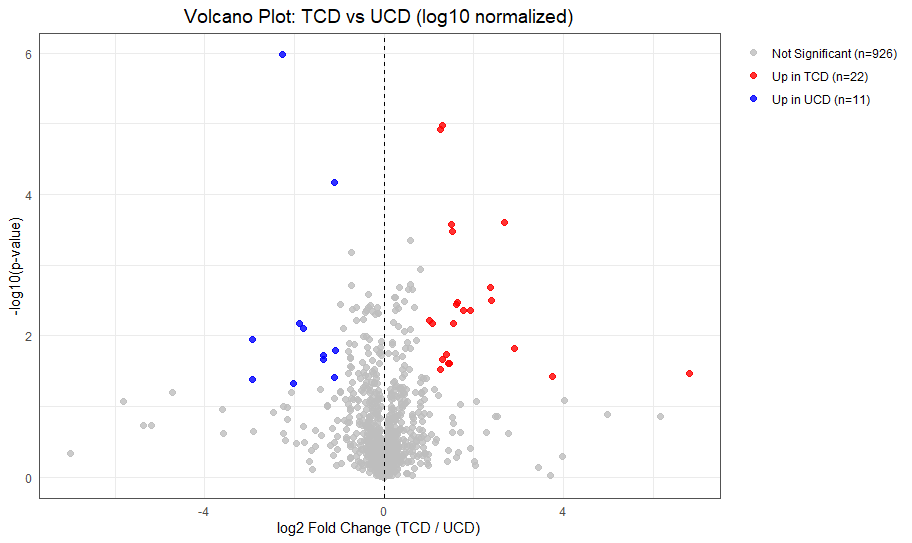 Volcano Plot: TCD vs UCD (log10 normalized)
Not Significant (n=926)
Up in TCD (n=22)
Up in UCD (n=11)
-log10(p-value)
6
4
2
0
-4
0
4
log2 Fold Change (TCD / UCD)